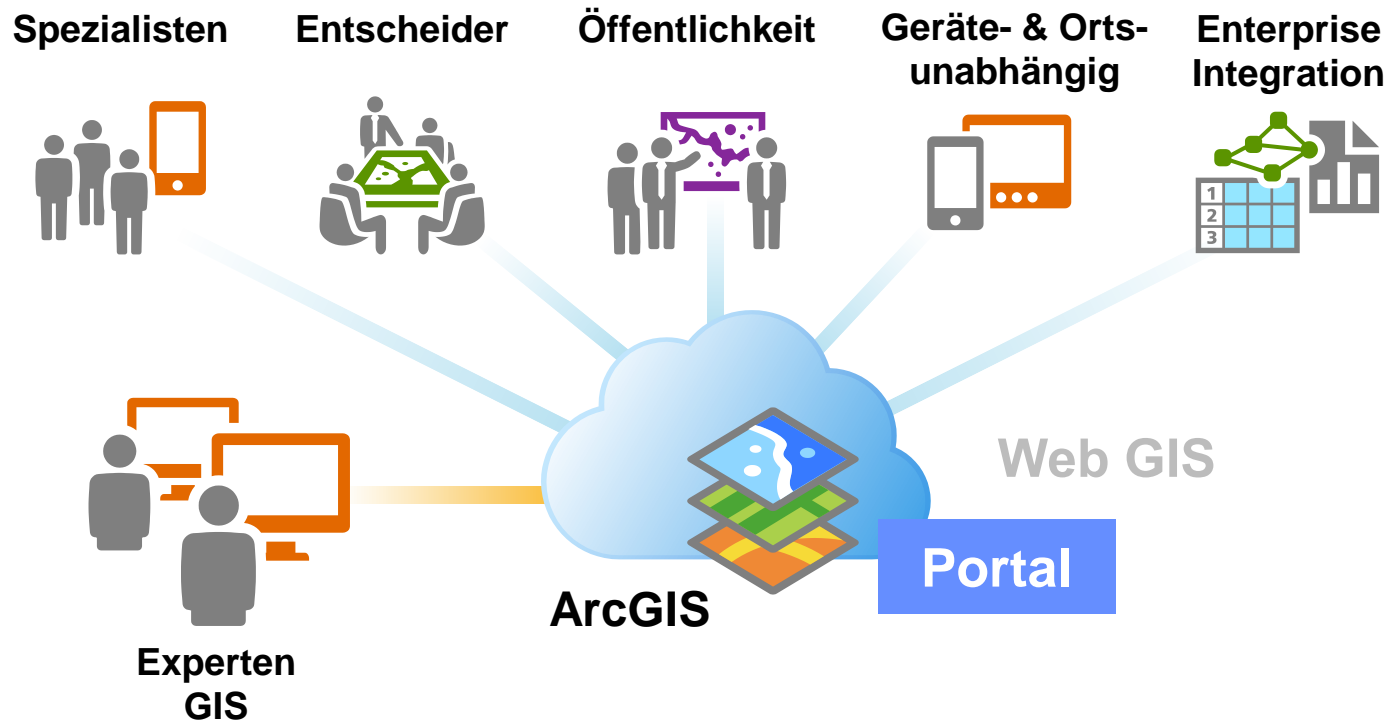 Spezialisten
Entscheider
Öffentlichkeit
Geräte- & Orts-
unabhängig
Enterprise
Integration
1
2
3
Web GIS
Portal
ArcGIS
Experten
GIS